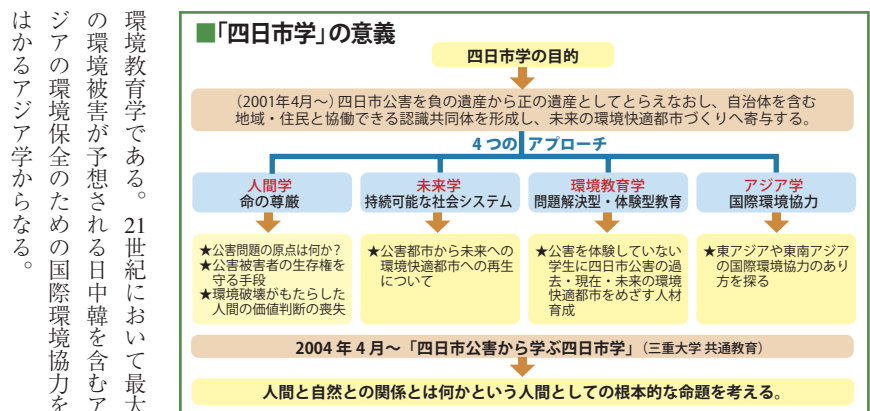 環境教育学である。21世紀において最大
の環境被害が予想される日中韓を含むア
ジアの環境保全のための国際環境協力を
はかるアジア学からなる。
■「四日市学」の意義
四日市学の目的
（2001年4月～）四日市公害を負の遺産から正の遺産としてとらえなおし、自治体を含む
地域・住民と協働できる認識共同体を形成し、未来の環境快適都市づくりへ寄与する。
4つのアプローチ
人間学
命の尊厳
★公害問題の原点は何か？
★公害被害者の生存権を
守る手段
★環境破壊がもたらした
人間の価値判断の喪失
未来学
持続可能な社会システム
★公害都市から未来への
環境快適都市への再生
について
環境教育学
問題解決型・体験型教育
★公害を体験していない
学生に四日市公害の過
去・現在・未来の環境
快適都市をめざす人材
育成
アジア学
国際環境協力
★東アジアや東南アジア
の国際環境協力のあり
方を探る
2004年4月～「四日市公害から学ぶ四日市学」（三重大学 共通教育）
人間と自然との関係とは何かという人間としての根本的な命題を考える。